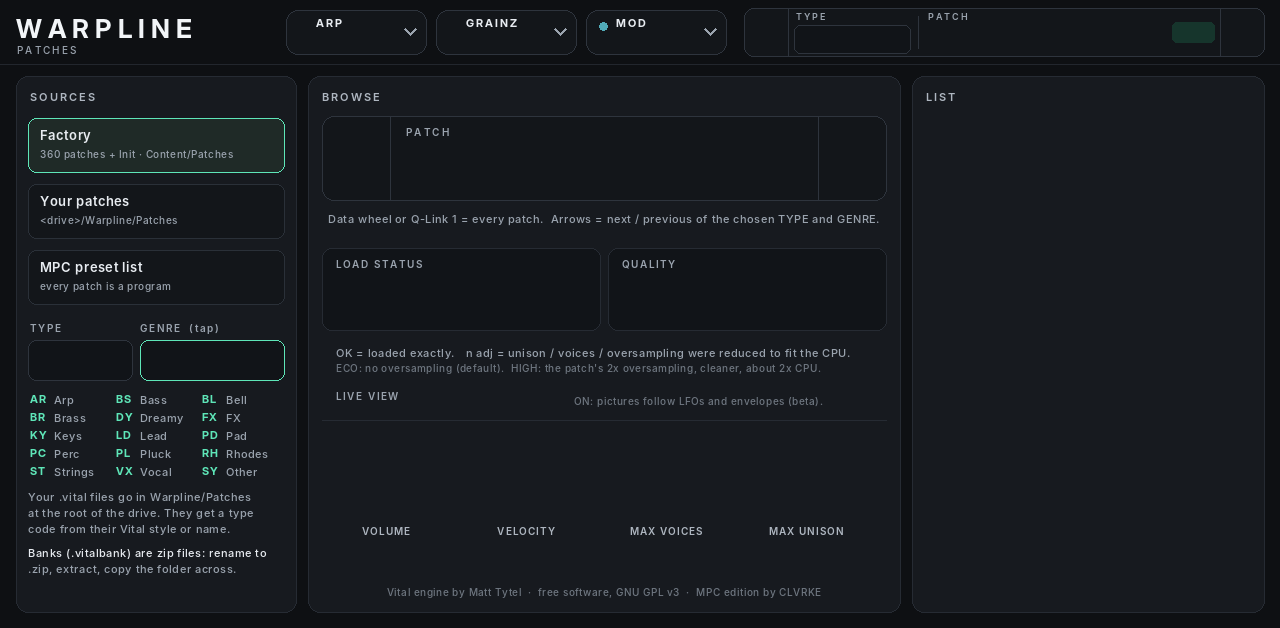 WARPLINE
PATCHES
ARP
GRAINZ
MOD
TYPE
PATCH
SOURCES
Factory
360 patches + Init · Content/Patches
Your patches
<drive>/Warpline/Patches
MPC preset list
every patch is a program
TYPE
GENRE (tap)
AR Arp BS Bass BL Bell
BR Brass DY Dreamy FX FX
KY Keys LD Lead PD Pad
PC Perc PL Pluck RH Rhodes
ST Strings VX Vocal SY Other
Your .vital files go in Warpline/Patches
at the root of the drive. They get a type
code from their Vital style or name.
Banks (.vitalbank) are zip files: rename to
.zip, extract, copy the folder across.
BROWSE
PATCH
Data wheel or Q-Link 1 = every patch. Arrows = next / previous of the chosen TYPE and GENRE.
LOAD STATUS
QUALITY
OK = loaded exactly. n adj = unison / voices / oversampling were reduced to fit the CPU.
ECO: no oversampling (default). HIGH: the patch's 2x oversampling, cleaner, about 2x CPU.
LIVE VIEW
ON: pictures follow LFOs and envelopes (beta).
VOLUME
VELOCITY
MAX VOICES
MAX UNISON
Vital engine by Matt Tytel · free software, GNU GPL v3 · MPC edition by CLVRKE
LIST